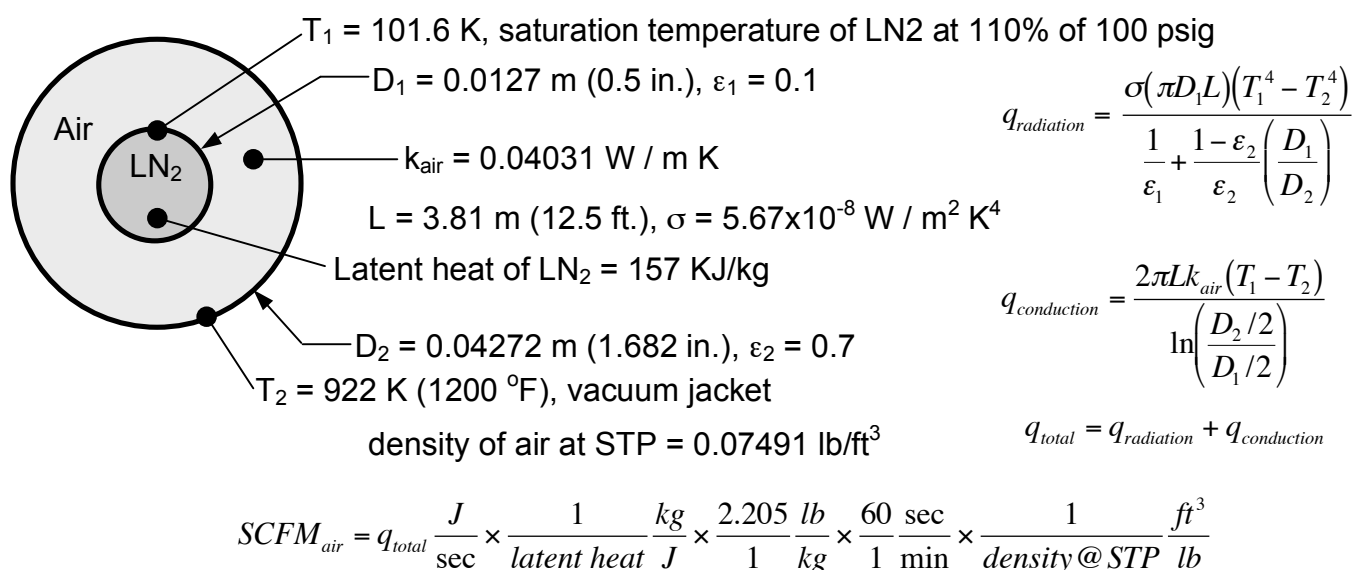 T₁ = 101.6 K, saturation temperature of LN2 at 110% of 100 psig
D₁ = 0.0127 m (0.5 in.), ε₁ = 0.1
q_radiation = σ(πD₁L)(T₁⁴ − T₂⁴) / (1/ε₁ + (1−ε₂)/ε₂ (D₁/D₂))
Air
LN₂
k_air = 0.04031 W / m K
L = 3.81 m (12.5 ft.), σ = 5.67x10⁻⁸ W / m² K⁴
Latent heat of LN₂ = 157 KJ/kg
q_conduction = 2πLk_air(T₁ − T₂) / ln((D₂/2)/(D₁/2))
D₂ = 0.04272 m (1.682 in.), ε₂ = 0.7
T₂ = 922 K (1200 °F), vacuum jacket
density of air at STP = 0.07491 lb/ft³
q_total = q_radiation + q_conduction
SCFM_air = q_total J/sec × 1/latent heat kg/J × 2.205/1 lb/kg × 60/1 sec/min × 1/density@STP ft³/lb